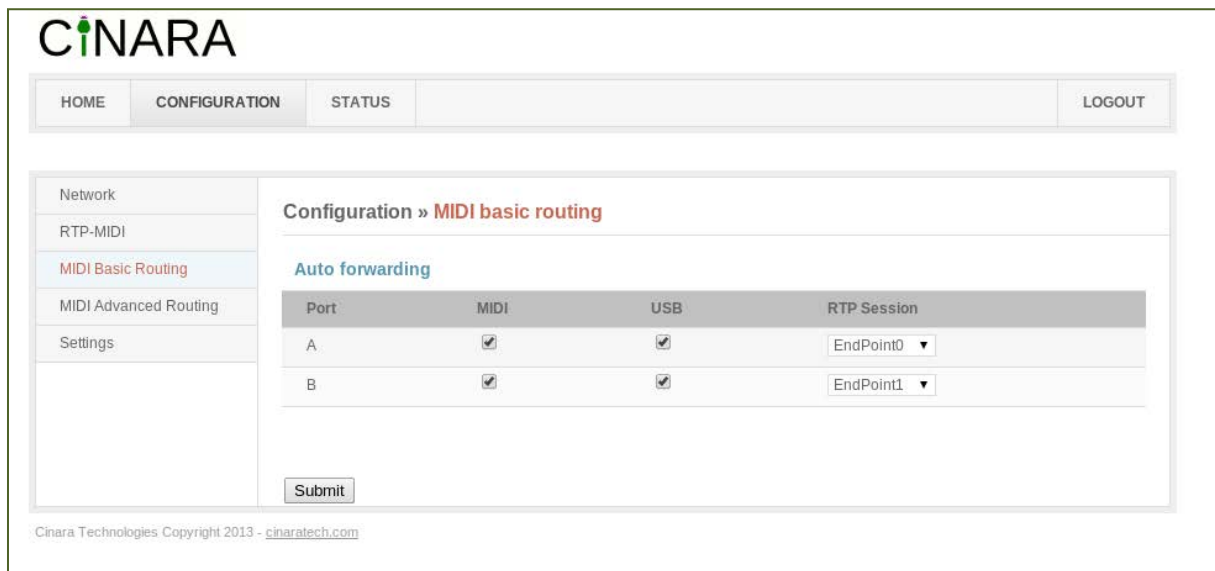 CiNARA
HOME CONFIGURATION STATUS LOGOUT
Network
RTP-MIDI
MIDI Basic Routing
MIDI Advanced Routing
Settings
Configuration » MIDI basic routing
Auto forwarding
Port MIDI USB RTP Session
A EndPoint0
B EndPoint1
Submit
Cinara Technologies Copyright 2013 - cinaratech.com